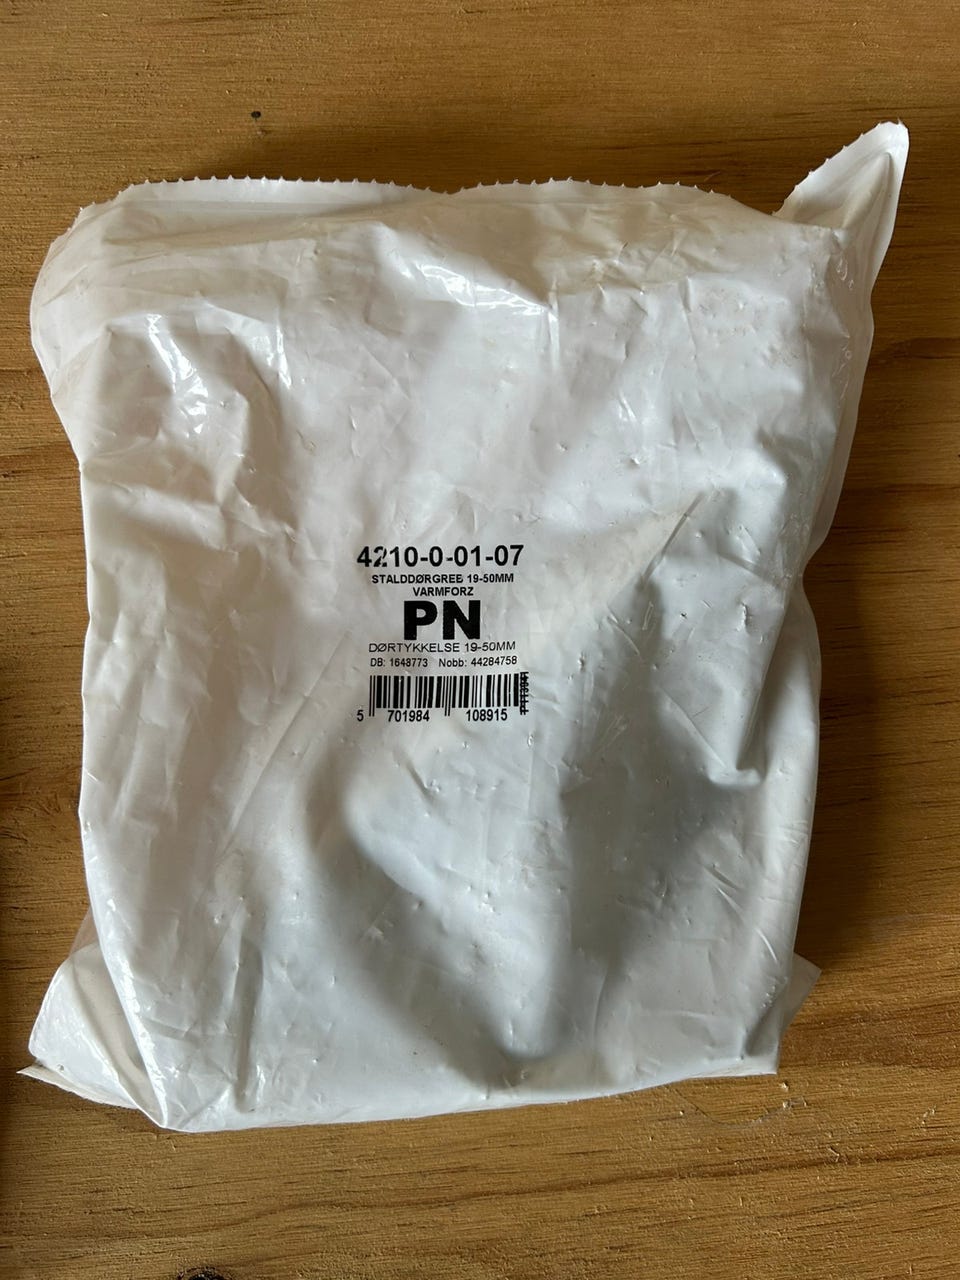 4210-0-01-07
STALDDØRGREB 19-50MM
VARMFORZ
PN
DØRTYKKELSE 19-50MM
DB: 1648773 Nobb: 44284758
5 701984 108915